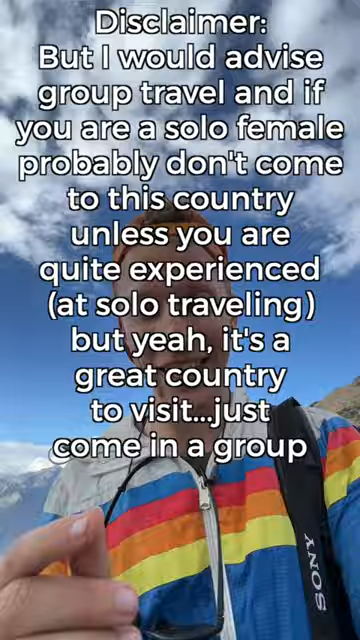 Disclaimer:
But I would advise
group travel and if
you are a solo female
probably don't come
to this country
unless you are
quite experienced
(at solo traveling)
but yeah, it's a
great country
to visit...just
come in a group
SONY